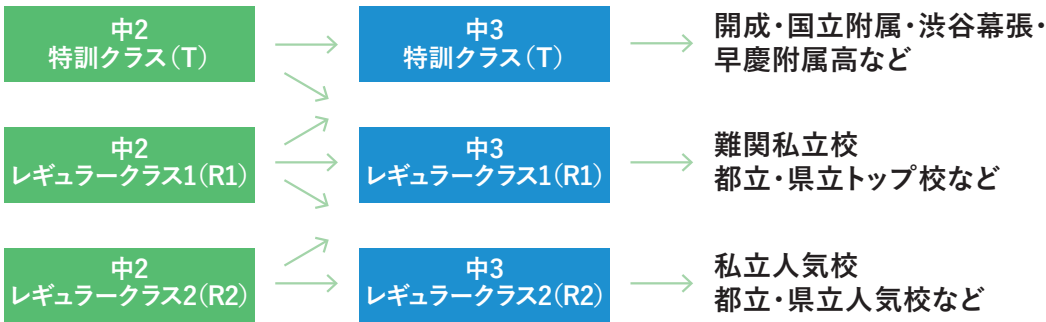 中2
特訓クラス(T)
中3
特訓クラス(T)
開成・国立附属・渋谷幕張・
早慶附属高など
中2
レギュラークラス1(R1)
中3
レギュラークラス1(R1)
難関私立校
都立・県立トップ校など
中2
レギュラークラス2(R2)
中3
レギュラークラス2(R2)
私立人気校
都立・県立人気校など